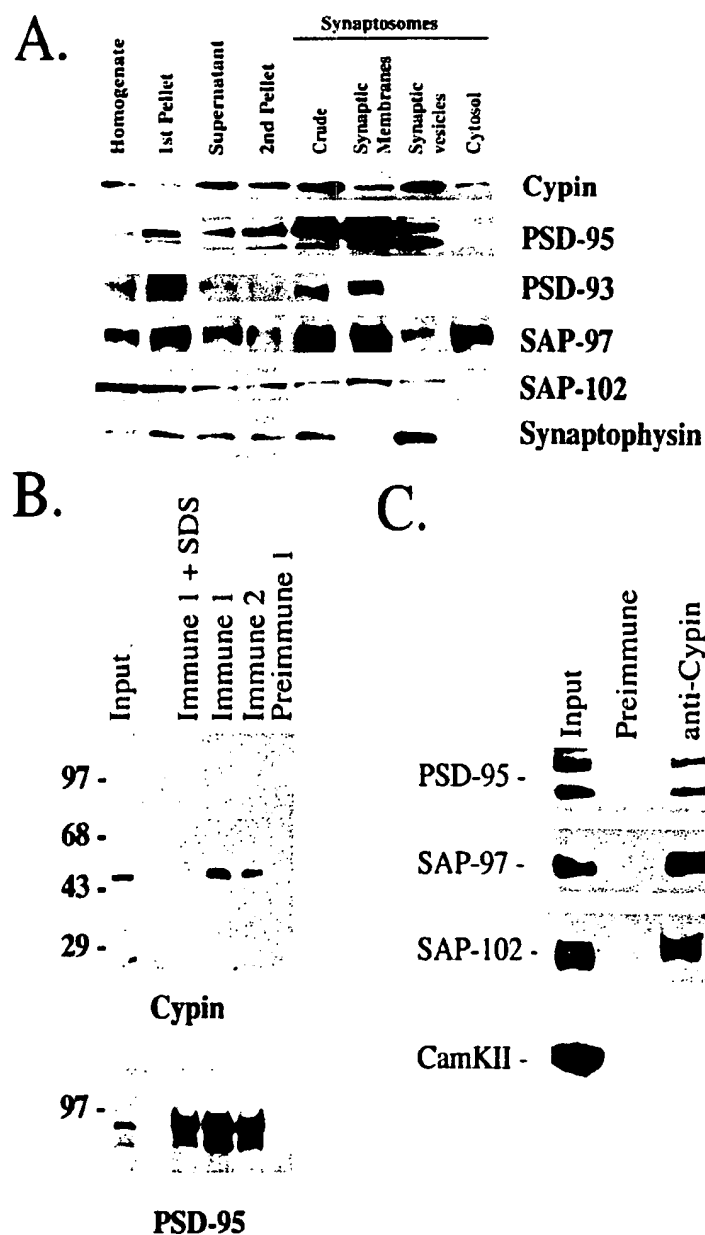 A.
Synaptosomes
Homogenate
1st Pellet
Supernatant
2nd Pellet
Crude
Synaptic
Membranes
Synaptic
vesicles
Cytosol
Cypin
PSD-95
PSD-93
SAP-97
SAP-102
Synaptophysin
B.
Input
Immune 1 + SDS
Immune 1
Immune 2
Preimmune 1
97 -
68 -
43 -
29 -
Cypin
97 -
PSD-95
C.
Input
Preimmune
anti-Cypin
PSD-95 -
SAP-97 -
SAP-102 -
CamKII -